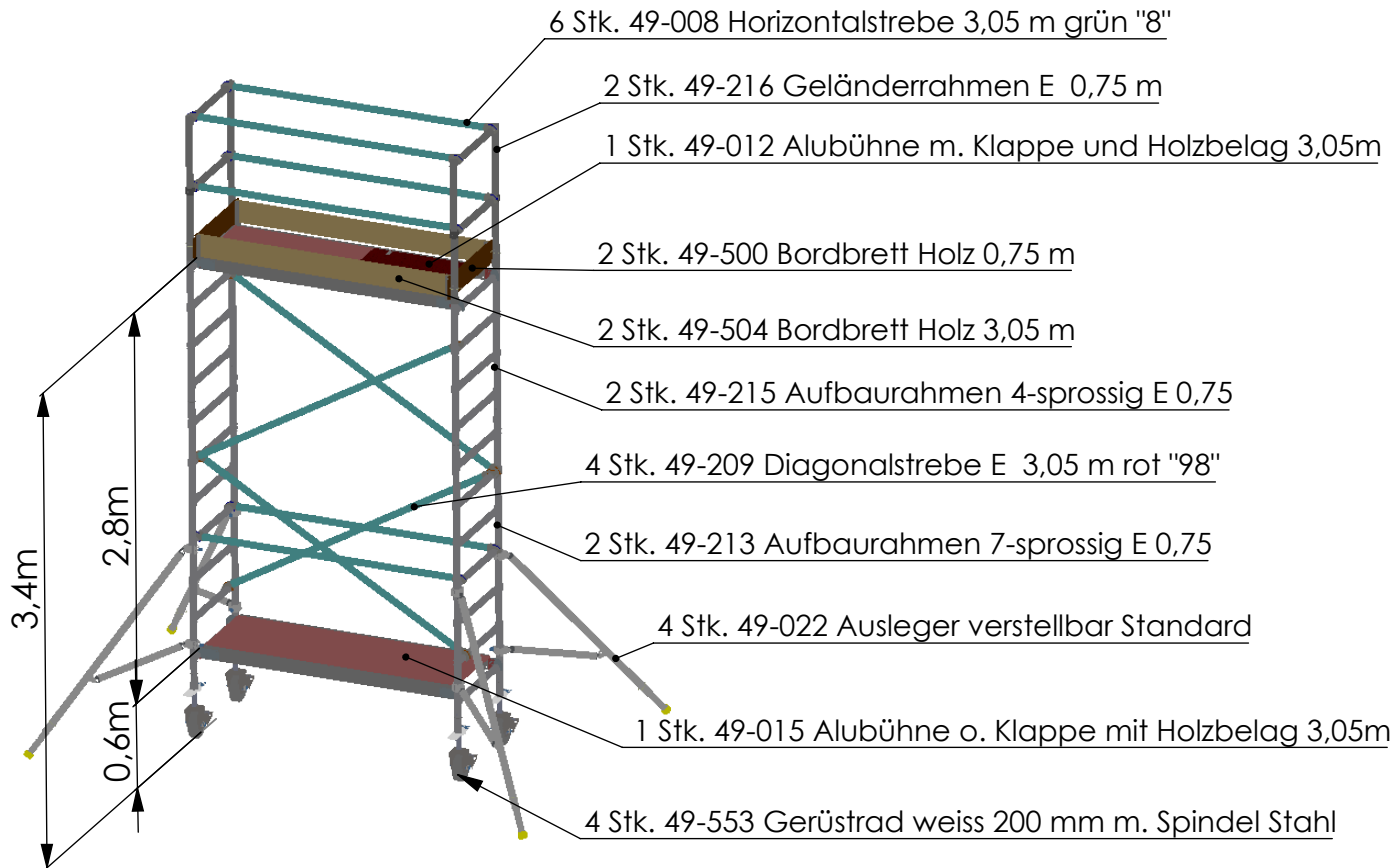 6 Stk. 49-008 Horizontalstrebe 3,05 m grün "8"
2 Stk. 49-216 Geländerrahmen E  0,75 m
1 Stk. 49-012 Alubühne m. Klappe und Holzbelag 3,05m
2 Stk. 49-500 Bordbrett Holz 0,75 m
2 Stk. 49-504 Bordbrett Holz 3,05 m
2 Stk. 49-215 Aufbaurahmen 4-sprossig E 0,75
4 Stk. 49-209 Diagonalstrebe E  3,05 m rot "98"
2 Stk. 49-213 Aufbaurahmen 7-sprossig E 0,75
4 Stk. 49-022 Ausleger verstellbar Standard
1 Stk. 49-015 Alubühne o. Klappe mit Holzbelag 3,05m
4 Stk. 49-553 Gerüstrad weiss 200 mm m. Spindel Stahl
3,4m
2,8m
0,6m